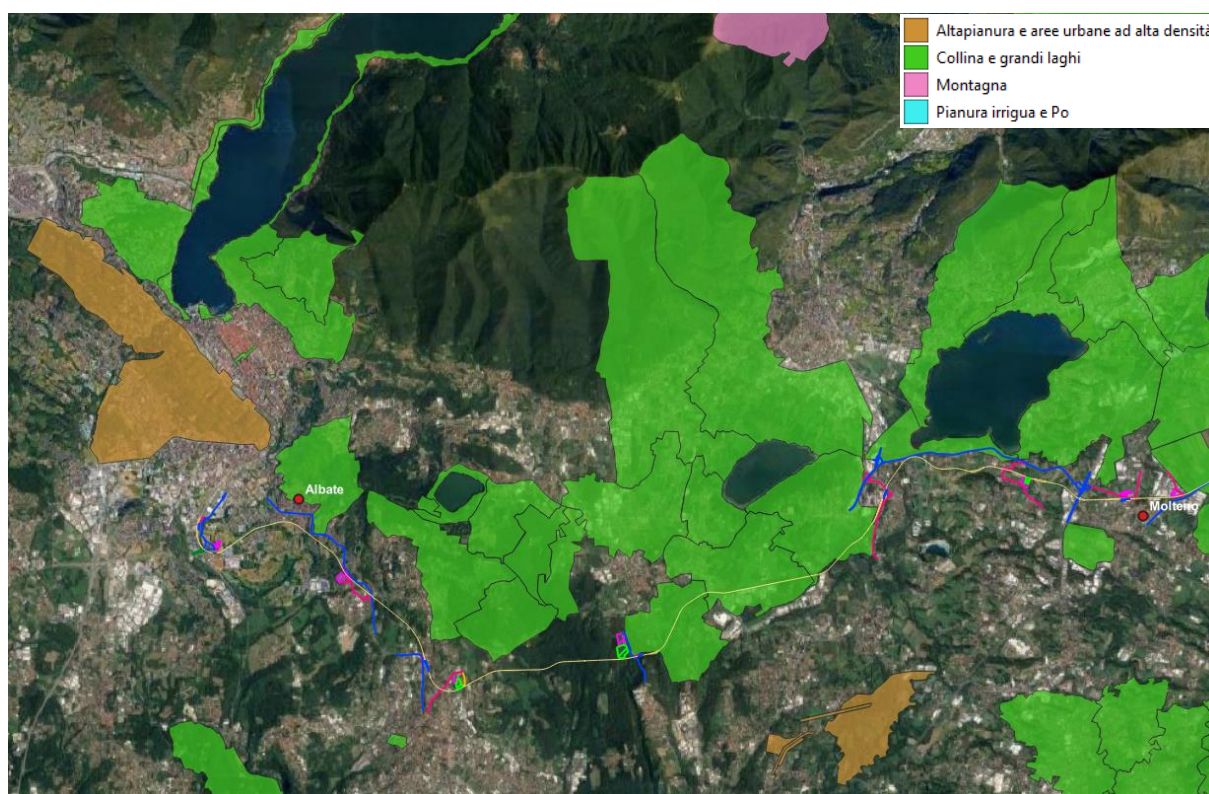 Altapianura e aree urbane ad alta densità
Collina e grandi laghi
Montagna
Pianura irrigua e Po
Albate
Molteno